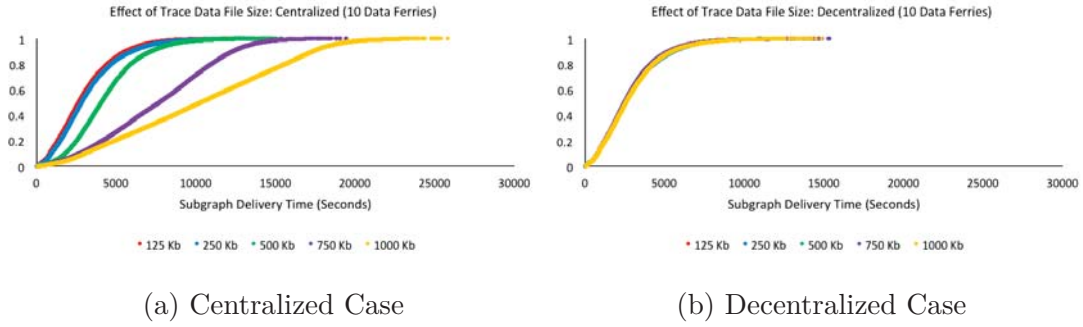 Effect of Trace Data File Size: Centralized (10 Data Ferries)
1
0.8
0.6
0.4
0.2
0
0 5000 10000 15000 20000 25000 30000
Subgraph Delivery Time (Seconds)
125 Kb 250 Kb 500 Kb 750 Kb 1000 Kb
(a) Centralized Case
Effect of Trace Data File Size: Decentralized (10 Data Ferries)
1
0.8
0.6
0.4
0.2
0
0 5000 10000 15000 20000 25000 30000
Subgraph Delivery Time (Seconds)
125 Kb 250 Kb 500 Kb 750 Kb 1000 Kb
(b) Decentralized Case